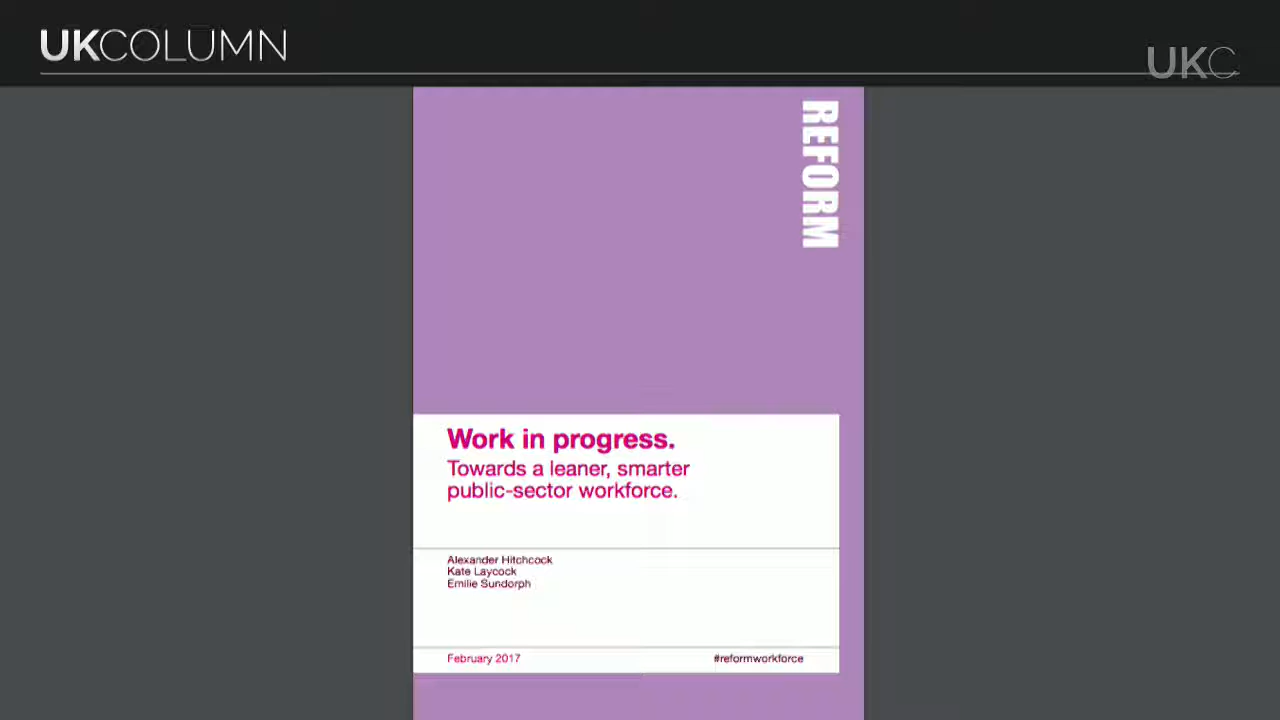 UKCOLUMN
UKC
REFORM
Work in progress.
Towards a leaner, smarter
public-sector workforce.
Alexander Hitchcock
Kate Laycock
Emilie Sundorph
February 2017
#reformworkforce